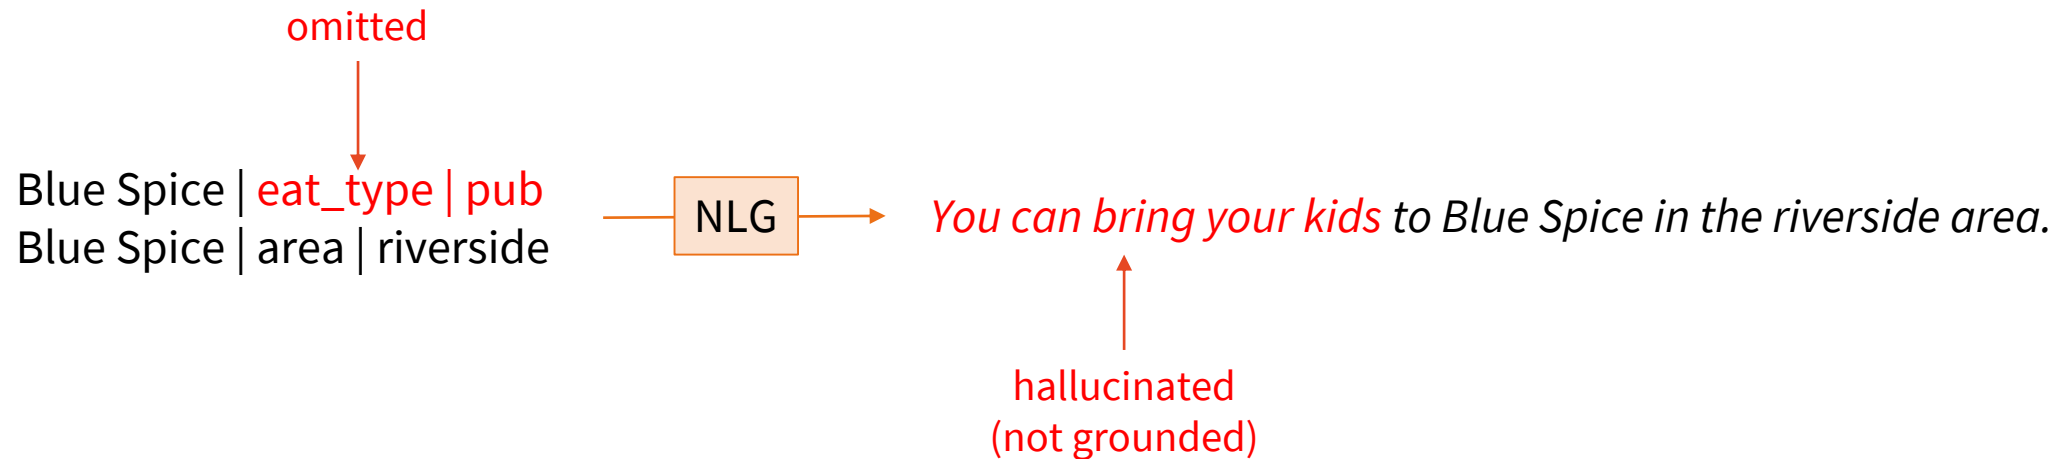 omitted
Blue Spice | eat_type | pub
Blue Spice | area | riverside
NLG
You can bring your kids to Blue Spice in the riverside area.
hallucinated
(not grounded)